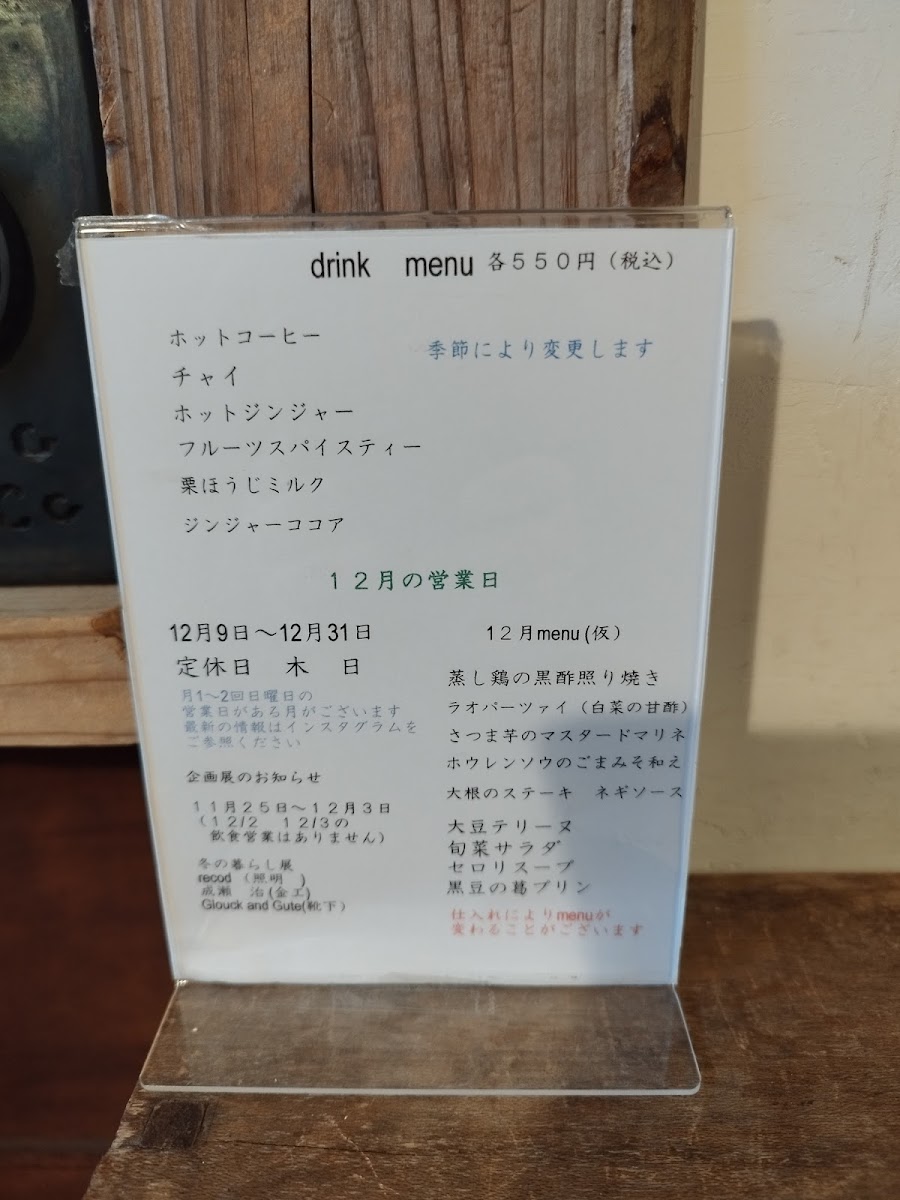 drink menu 各５５０円（税込）
ホットコーヒー
季節により変更します
チャイ
ホットジンジャー
フルーツスパイスティー
栗ほうじミルク
ジンジャーココア
１２月の営業日
12月9日～12月31日
定休日 木 日
月1～2回日曜日の
営業日がある月がございます
最新の情報はインスタグラムを
ご参照ください
企画展のお知らせ
１１月２５日～１２月３日
（12/2 12/3の
飲食営業はありません）
冬の暮らし展
recod （照明 ）
成瀬 治(金工)
Glouck and Gute(靴下）
１２月menu (仮）
蒸し鶏の黒酢照り焼き
ラオパーツァイ（白菜の甘酢）
さつま芋のマスタードマリネ
ホウレンソウのごまみそ和え
大根のステーキ ネギソース
大豆テリーヌ
旬菜サラダ
セロリスープ
黒豆の葛プリン
仕入れによりmenuが
変わることがございます
G
Co